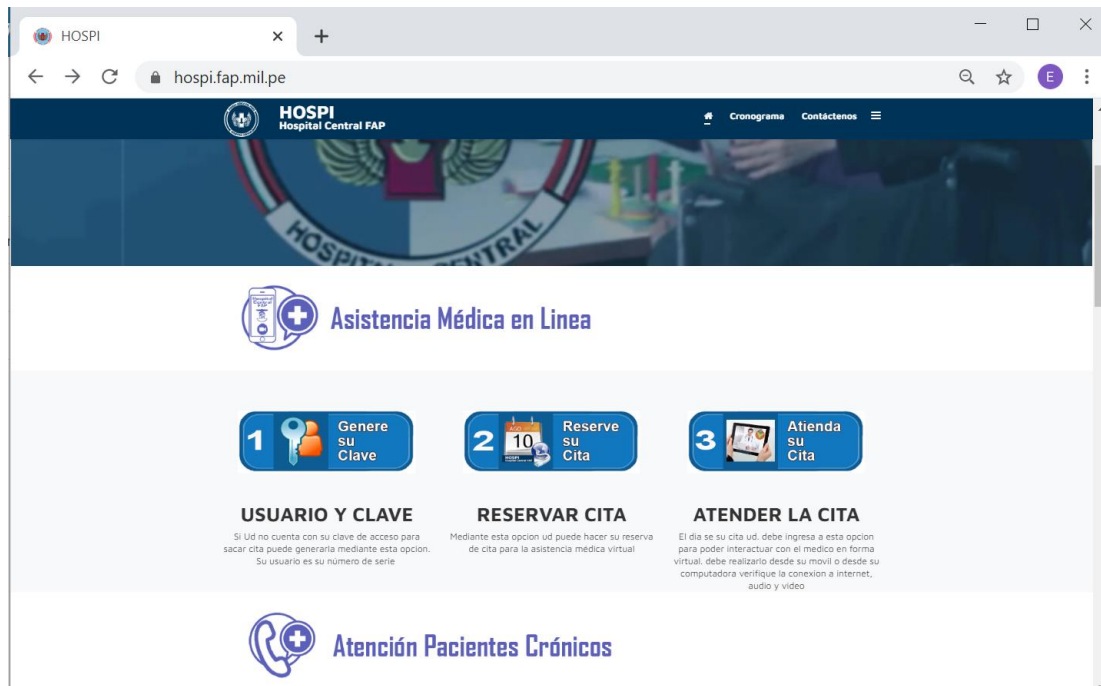 HOSPI
hospi.fap.mil.pe
E
HOSPI
Hospital Central FAP
Cronograma
Contáctenos
HOSPITAL CENTRAL
Asistencia Médica en Linea
1
Genere
su
Clave
2
AGO
10
HOSPI
Reserve
su
Cita
3
Atienda
su
Cita
USUARIO Y CLAVE
Si Ud no cuenta con su clave de acceso para
sacar cita puede generarla mediante esta opcion.
Su usuario es su número de serie
RESERVAR CITA
Mediante esta opcion ud puede hacer su reserva
de cita para la asistencia médica virtual
ATENDER LA CITA
El dia se su cita ud. debe ingresa a esta opcion
para poder interactuar con el medico en forma
virtual. debe realizarlo desde su movil o desde su
computadora verifique la conexion a internet,
audio y video
Atención Pacientes Crónicos